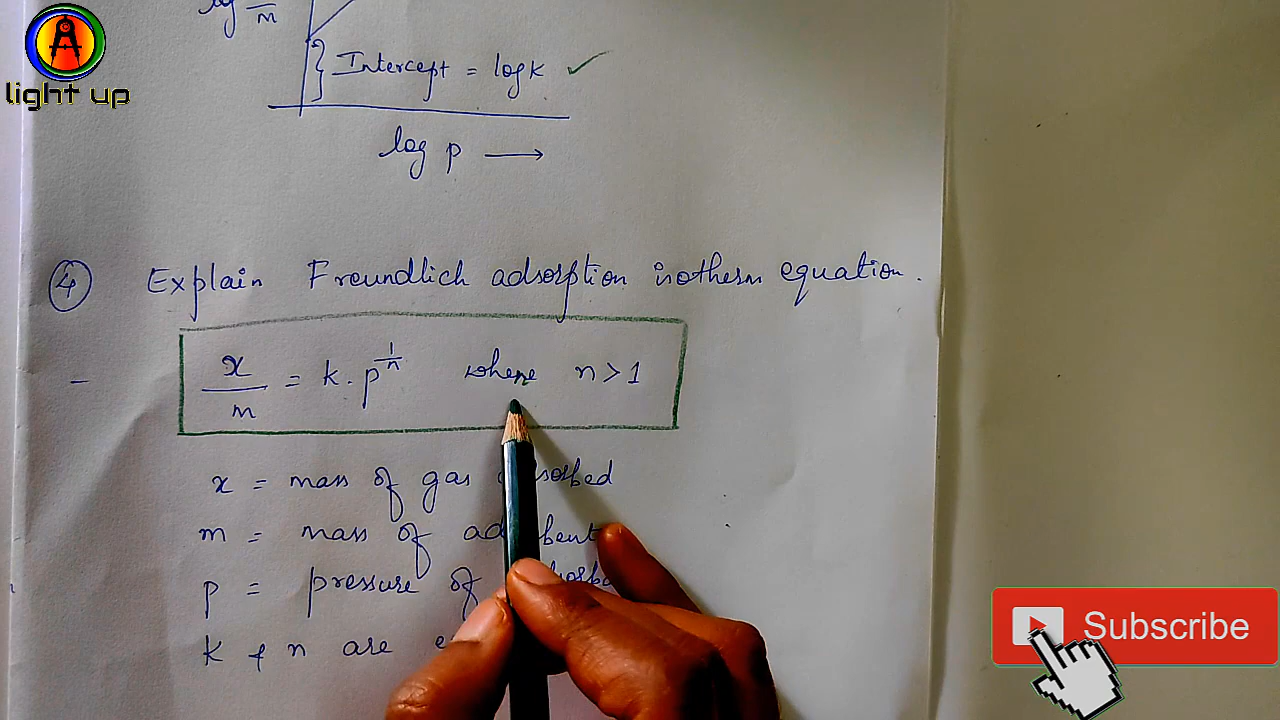 log x/m
Intercept = log k ✓
light up
log p ⟶
④ Explain Freundlich adsorption isotherm equation.
– x/m = k . p^(1/n) where n > 1
x = mass of gas
m = mass of
p = pressure of
k & n are
Subscribe